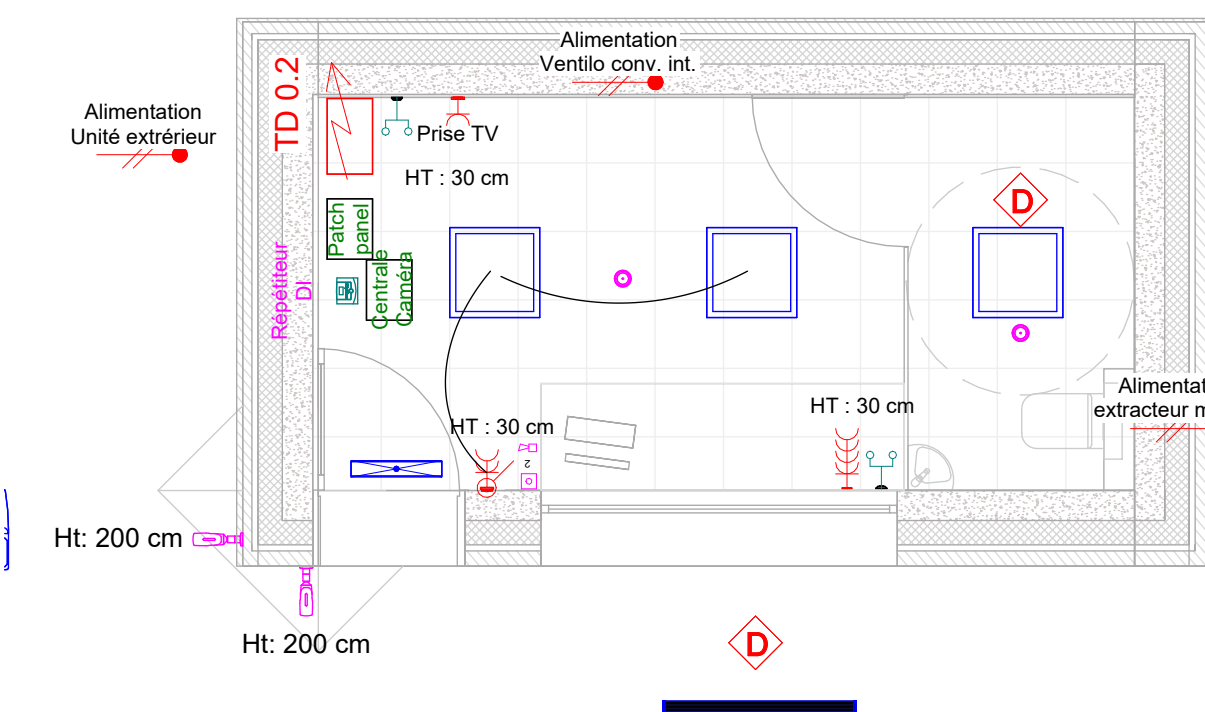 Alimentation
Ventilo conv. int.
Alimentation
Unité extrérieur
TD 0.2
Prise TV
HT : 30 cm
Patch
panel
Centrale
Caméra
Répétiteur
DI
D
Alimentat
extracteur m
HT : 30 cm
HT : 30 cm
2
Ht: 200 cm
Ht: 200 cm
D